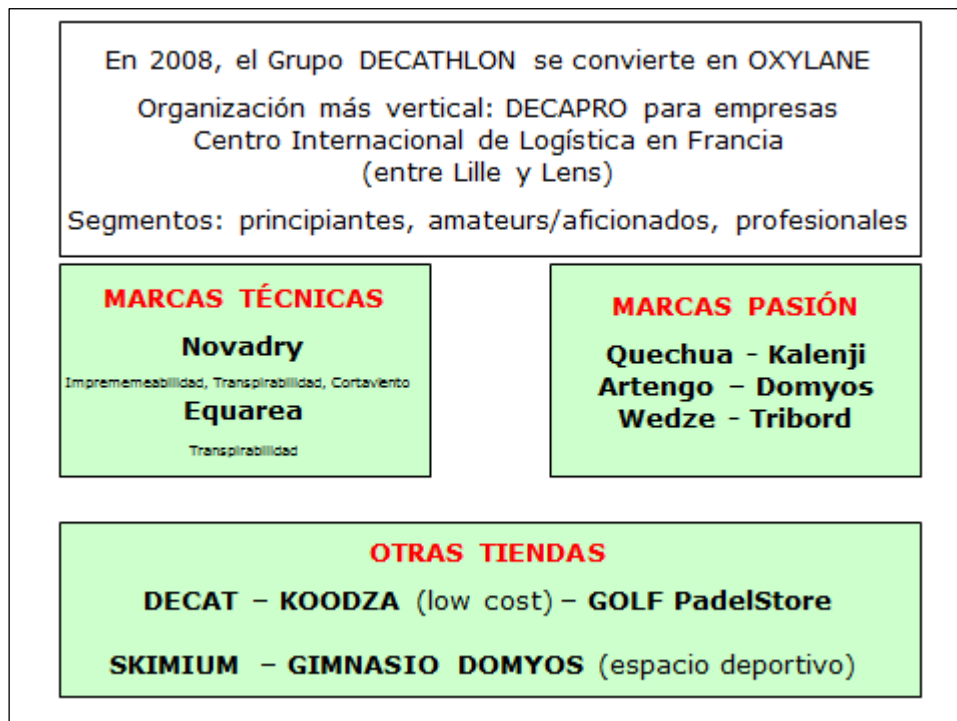 En 2008, el Grupo DECATHLON se convierte en OXYLANE
Organización más vertical: DECAPRO para empresas
Centro Internacional de Logística en Francia
(entre Lille y Lens)
Segmentos: principiantes, amateurs/aficionados, profesionales
MARCAS TÉCNICAS
Novadry
Imprememeabilidad, Transpirabilidad, Cortaviento
Equarea
Transpirabilidad
MARCAS PASIÓN
Quechua - Kalenji
Artengo – Domyos
Wedze - Tribord
OTRAS TIENDAS
DECAT – KOODZA (low cost) – GOLF PadelStore
SKIMIUM – GIMNASIO DOMYOS (espacio deportivo)